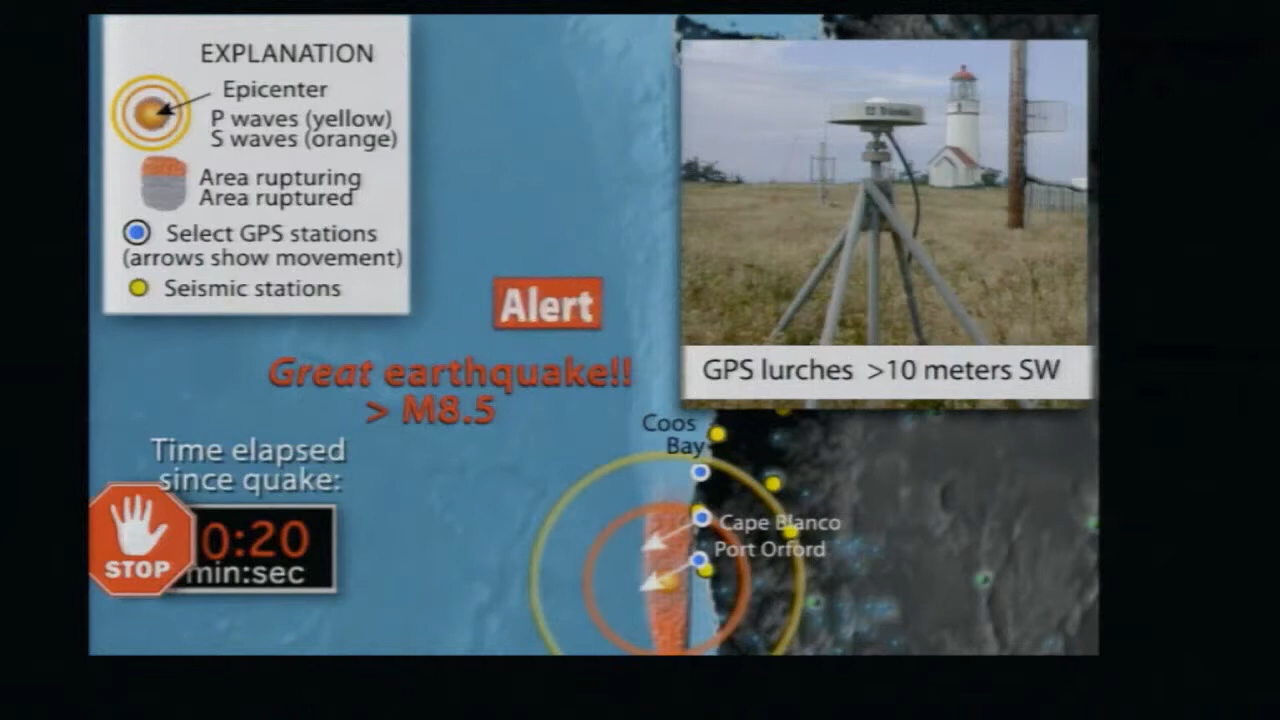 EXPLANATION
Epicenter
P waves (yellow)
S waves (orange)
Area rupturing
Area ruptured
Select GPS stations
(arrows show movement)
Seismic stations
Alert
Great earthquake!!
> M8.5
Time elapsed
since quake:
0:20
min:sec
STOP
GPS lurches >10 meters SW
Coos
Bay
Cape Blanco
Port Orford